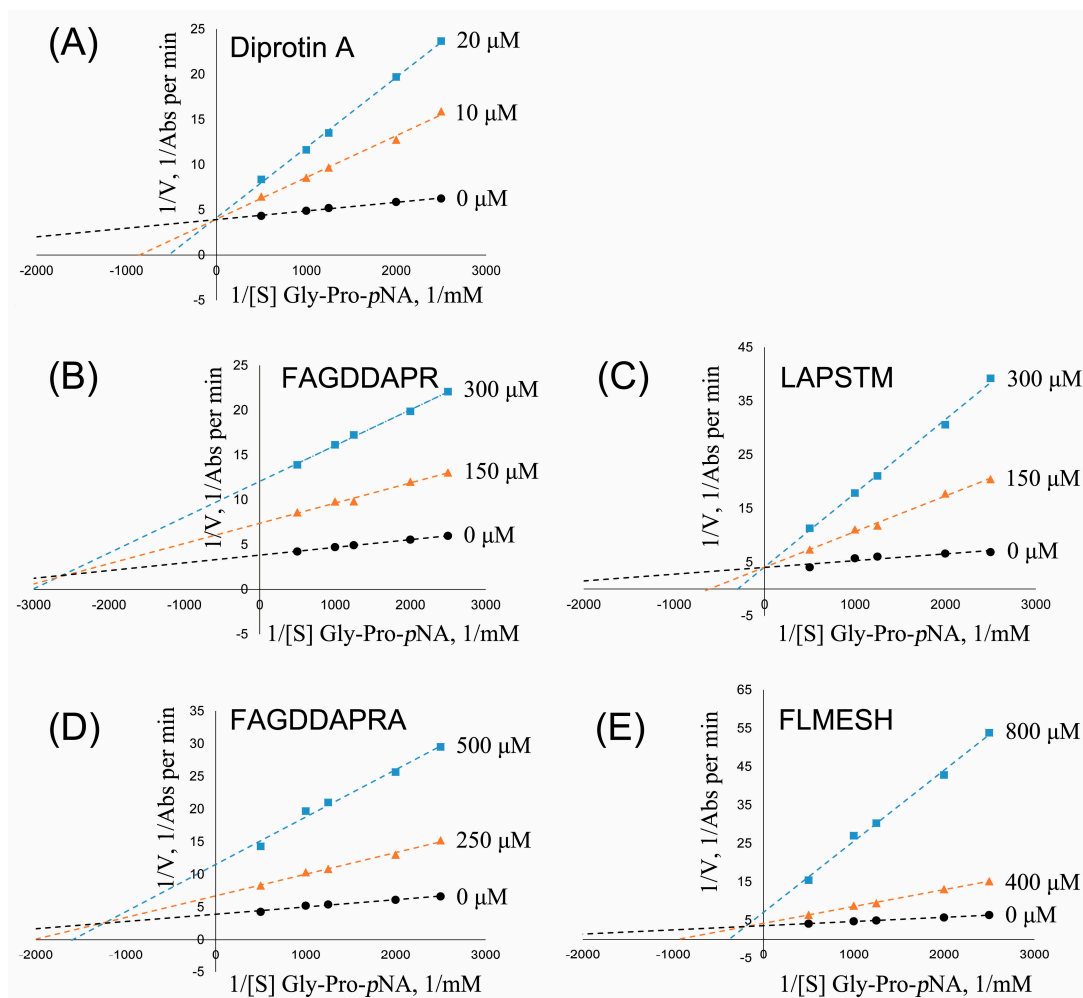 (A)
Diprotin A
1/V, 1/Abs per min
25
20
15
10
5
0
-5
-2000 -1000 0 1000 2000 3000
20 μM
10 μM
0 μM
1/[S] Gly-Pro-pNA, 1/mM
(B)
FAGDDAPR
1/V, 1/Abs per min
25
20
15
10
5
0
-5
-3000 -2000 -1000 0 1000 2000 3000
300 μM
150 μM
0 μM
1/[S] Gly-Pro-pNA, 1/mM
(C)
LAPSTM
1/V, 1/Abs per min
45
35
25
15
5
-5
-2000 -1000 0 1000 2000 3000
300 μM
150 μM
0 μM
1/[S] Gly-Pro-pNA, 1/mM
(D)
FAGDDAPRA
1/V, 1/Abs per min
35
30
25
20
15
10
5
0
-5
-2000 -1000 0 1000 2000 3000
500 μM
250 μM
0 μM
1/[S] Gly-Pro-pNA, 1/mM
(E)
FLMESH
1/V, 1/Abs per min
65
55
45
35
25
15
5
-5
-2000 -1000 0 1000 2000 3000
800 μM
400 μM
0 μM
1/[S] Gly-Pro-pNA, 1/mM